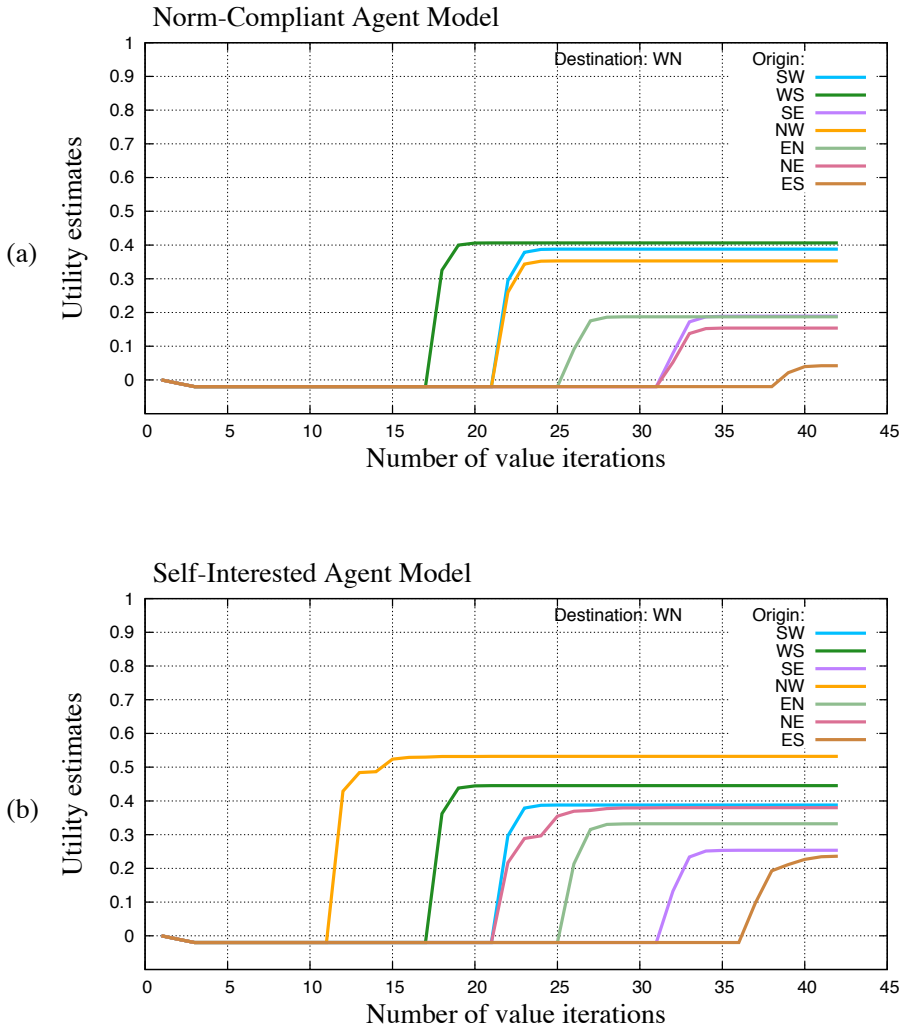 Norm-Compliant Agent Model
1
0.9
0.8
0.7
0.6
0.5
0.4
0.3
0.2
0.1
0
Utility estimates
(a)
Destination: WN
Origin:
SW
WS
SE
NW
EN
NE
ES
0 5 10 15 20 25 30 35 40 45
Number of value iterations
Self-Interested Agent Model
1
0.9
0.8
0.7
0.6
0.5
0.4
0.3
0.2
0.1
0
Utility estimates
(b)
Destination: WN
Origin:
SW
WS
SE
NW
EN
NE
ES
0 5 10 15 20 25 30 35 40 45
Number of value iterations